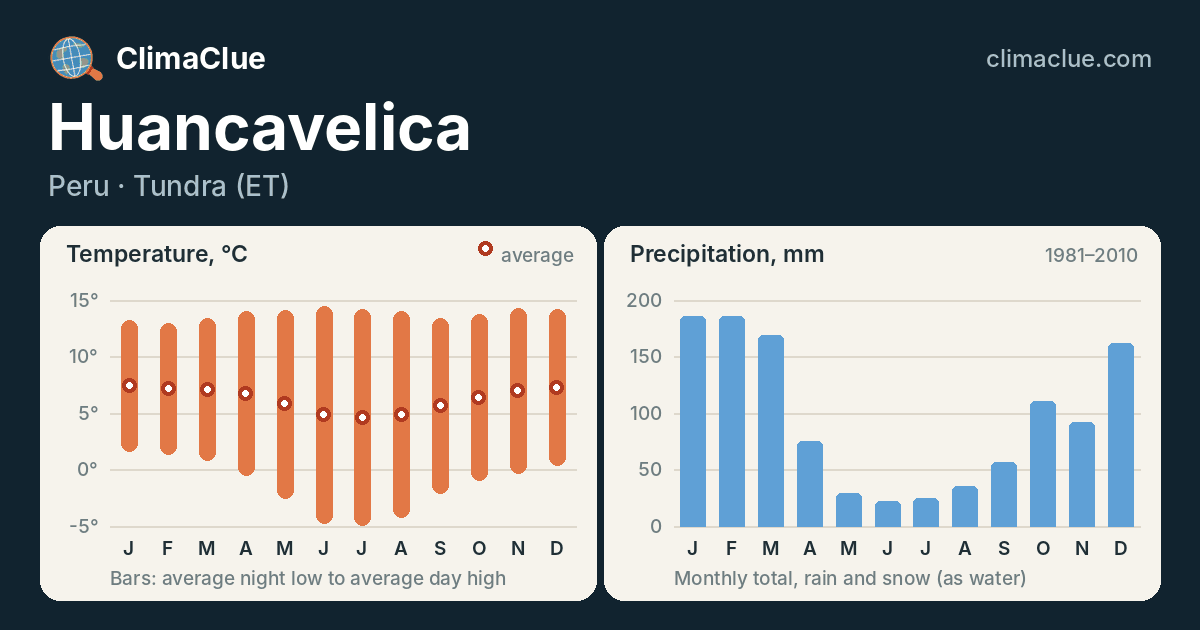 ClimaClue
climaclue.com
Huancavelica
Peru · Tundra (ET)
Temperature, °C
average
15°
10°
5°
0°
-5°
J F M A M J J A S O N D
Bars: average night low to average day high
Precipitation, mm
1981–2010
200
150
100
50
0
J F M A M J J A S O N D
Monthly total, rain and snow (as water)